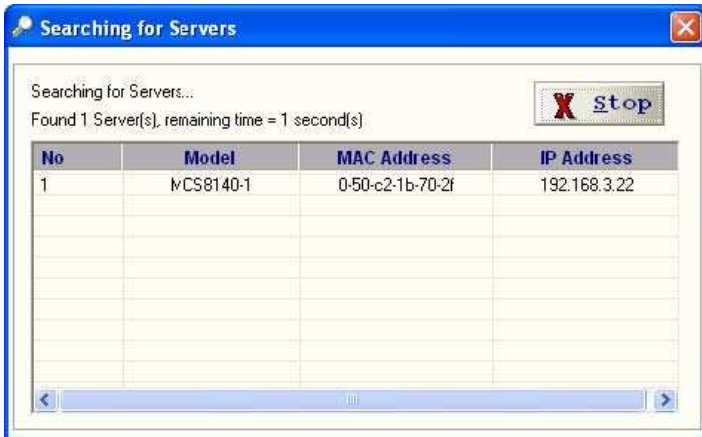 Searching for Servers
Searching for Servers...
Found 1 Server(s), remaining time = 1 second(s)
Stop
No Model MAC Address IP Address
1 MCS8140-1 0-50-c2-1b-70-2f 192.168.3.22